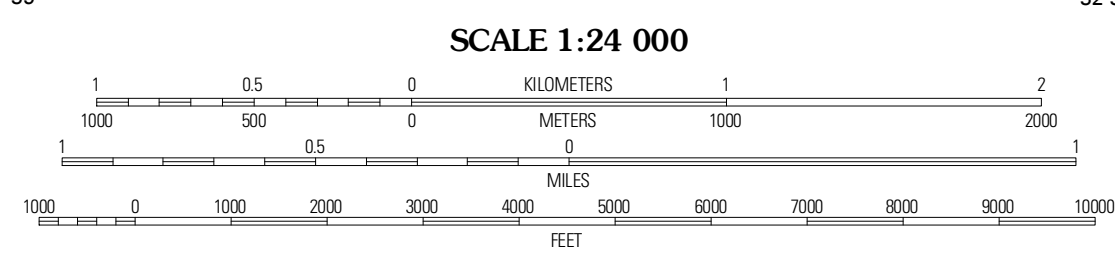 SCALE 1:24 000
1 0.5 0 KILOMETERS 1 2
1000 500 0 METERS 1000 2000
1 0.5 0 1
MILES
1000 0 1000 2000 3000 4000 5000 6000 7000 8000 9000 10000
FEET